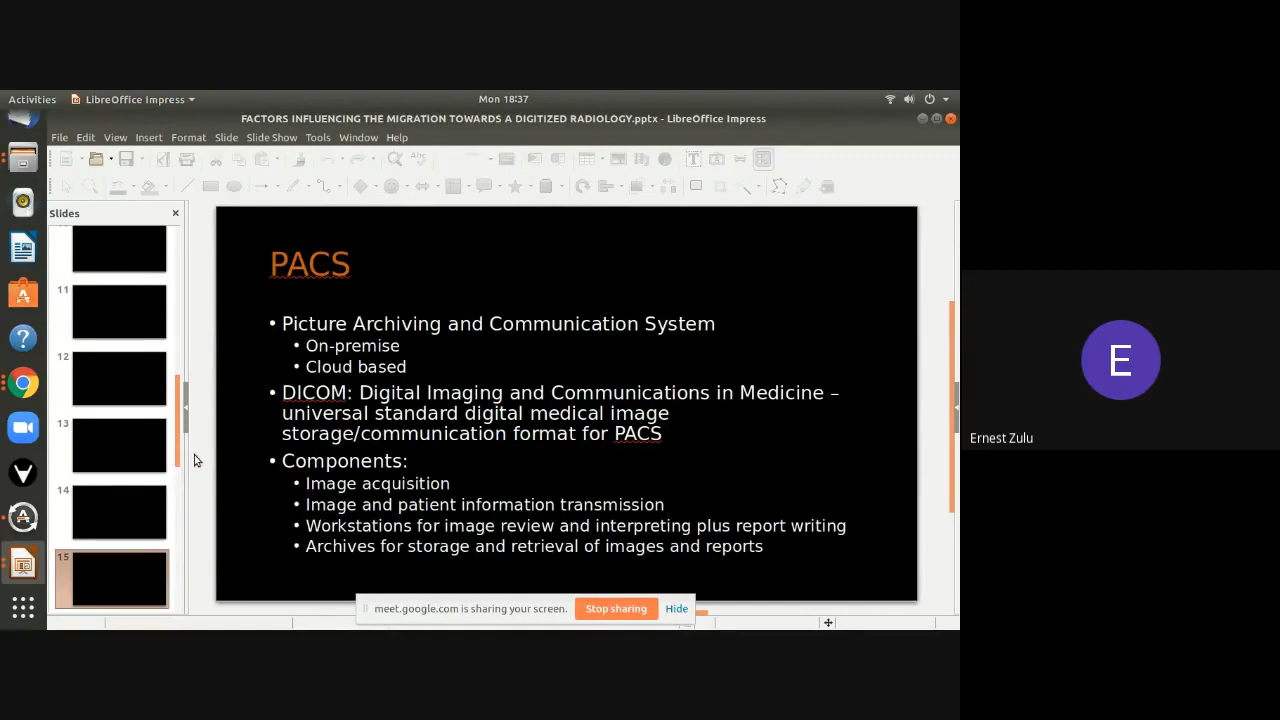 Activities
LibreOffice Impress
Mon 18:37
FACTORS INFLUENCING THE MIGRATION TOWARDS A DIGITIZED RADIOLOGY.pptx - LibreOffice Impress
File Edit View Insert Format Slide Slide Show Tools Window Help
Slides
11
12
13
14
15
PACS
• Picture Archiving and Communication System
• On-premise
• Cloud based
• DICOM: Digital Imaging and Communications in Medicine –
universal standard digital medical image
storage/communication format for PACS
• Components:
• Image acquisition
• Image and patient information transmission
• Workstations for image review and interpreting plus report writing
• Archives for storage and retrieval of images and reports
meet.google.com is sharing your screen. Stop sharing Hide
E
Ernest Zulu